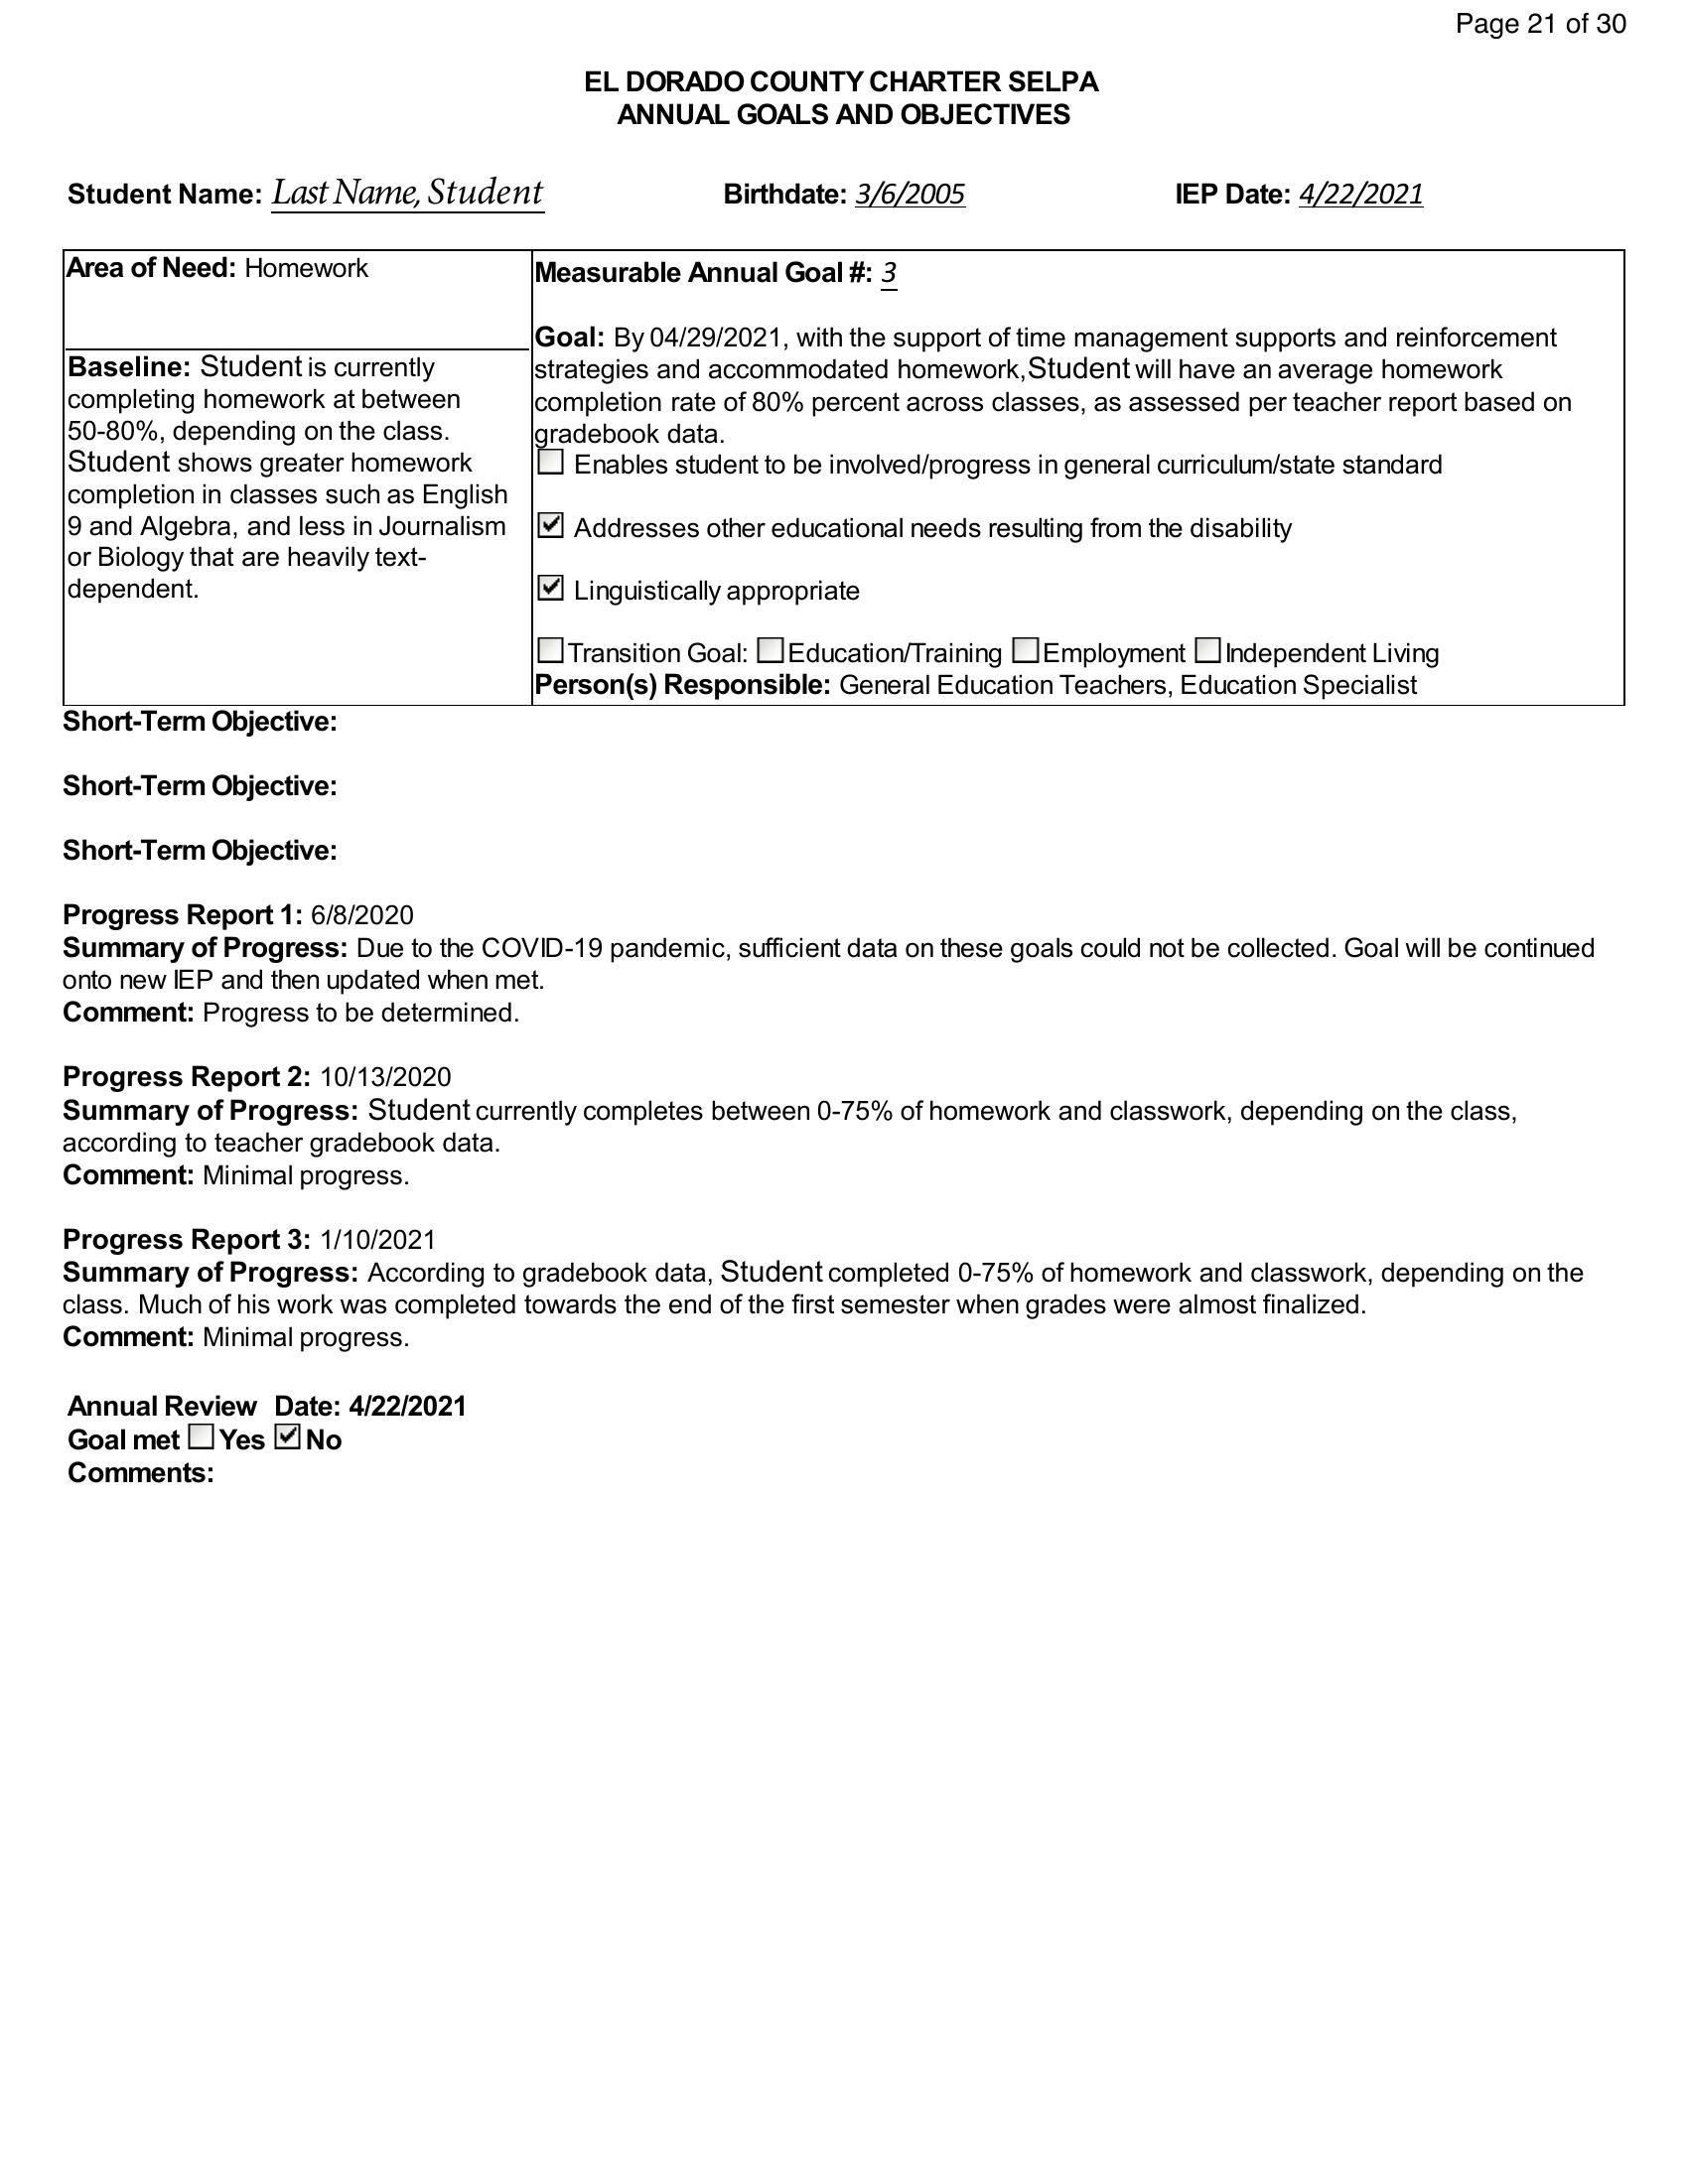 Page 21 of 30
EL DORADO COUNTY CHARTER SELPA
ANNUAL GOALS AND OBJECTIVES
Student Name: Last Name, Student Birthdate: 3/6/2005 IEP Date: 4/22/2021
Area of Need: Homework
Baseline: Student is currently
completing homework at between
50-80%, depending on the class.
Student shows greater homework
completion in classes such as English
9 and Algebra, and less in Journalism
or Biology that are heavily text-
dependent.
Measurable Annual Goal #: 3
Goal: By 04/29/2021, with the support of time management supports and reinforcement
strategies and accommodated homework, Student will have an average homework
completion rate of 80% percent across classes, as assessed per teacher report based on
gradebook data.
Enables student to be involved/progress in general curriculum/state standard
Addresses other educational needs resulting from the disability
Linguistically appropriate
Transition Goal: Education/Training Employment Independent Living
Person(s) Responsible: General Education Teachers, Education Specialist
Short-Term Objective:
Short-Term Objective:
Short-Term Objective:
Progress Report 1: 6/8/2020
Summary of Progress: Due to the COVID-19 pandemic, sufficient data on these goals could not be collected. Goal will be continued
onto new IEP and then updated when met.
Comment: Progress to be determined.
Progress Report 2: 10/13/2020
Summary of Progress: Student currently completes between 0-75% of homework and classwork, depending on the class,
according to teacher gradebook data.
Comment: Minimal progress.
Progress Report 3: 1/10/2021
Summary of Progress: According to gradebook data, Student completed 0-75% of homework and classwork, depending on the
class. Much of his work was completed towards the end of the first semester when grades were almost finalized.
Comment: Minimal progress.
Annual Review Date: 4/22/2021
Goal met Yes No
Comments: